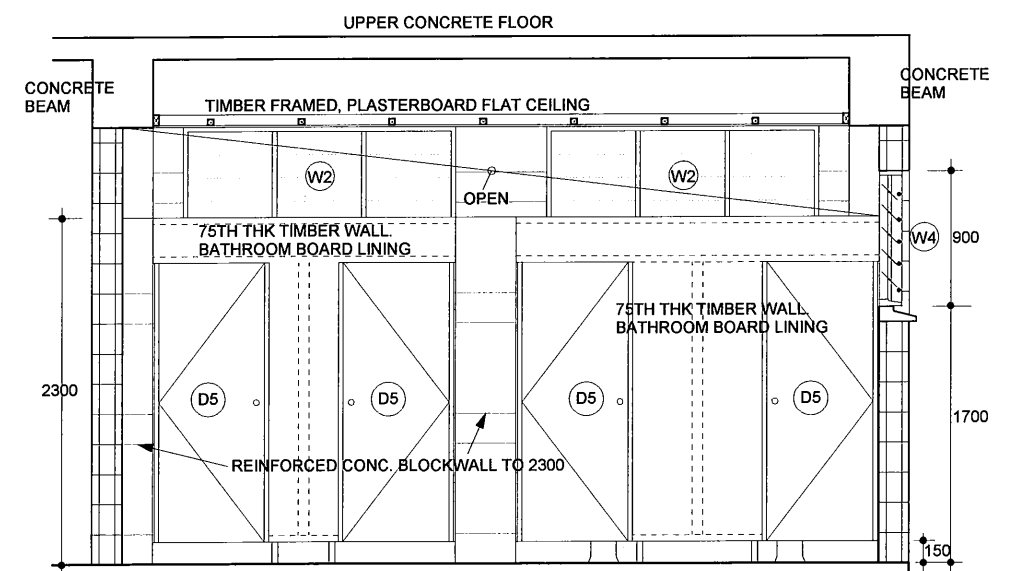 UPPER CONCRETE FLOOR
CONCRETE
BEAM
CONCRETE
BEAM
TIMBER FRAMED, PLASTERBOARD FLAT CEILING
W2
W2
OPEN
75TH THK TIMBER WALL.
BATHROOM BOARD LINING
W4
900
75TH THK TIMBER WALL.
BATHROOM BOARD LINING
2300
D5
D5
D5
D5
1700
REINFORCED CONC. BLOCKWALL TO 2300
150